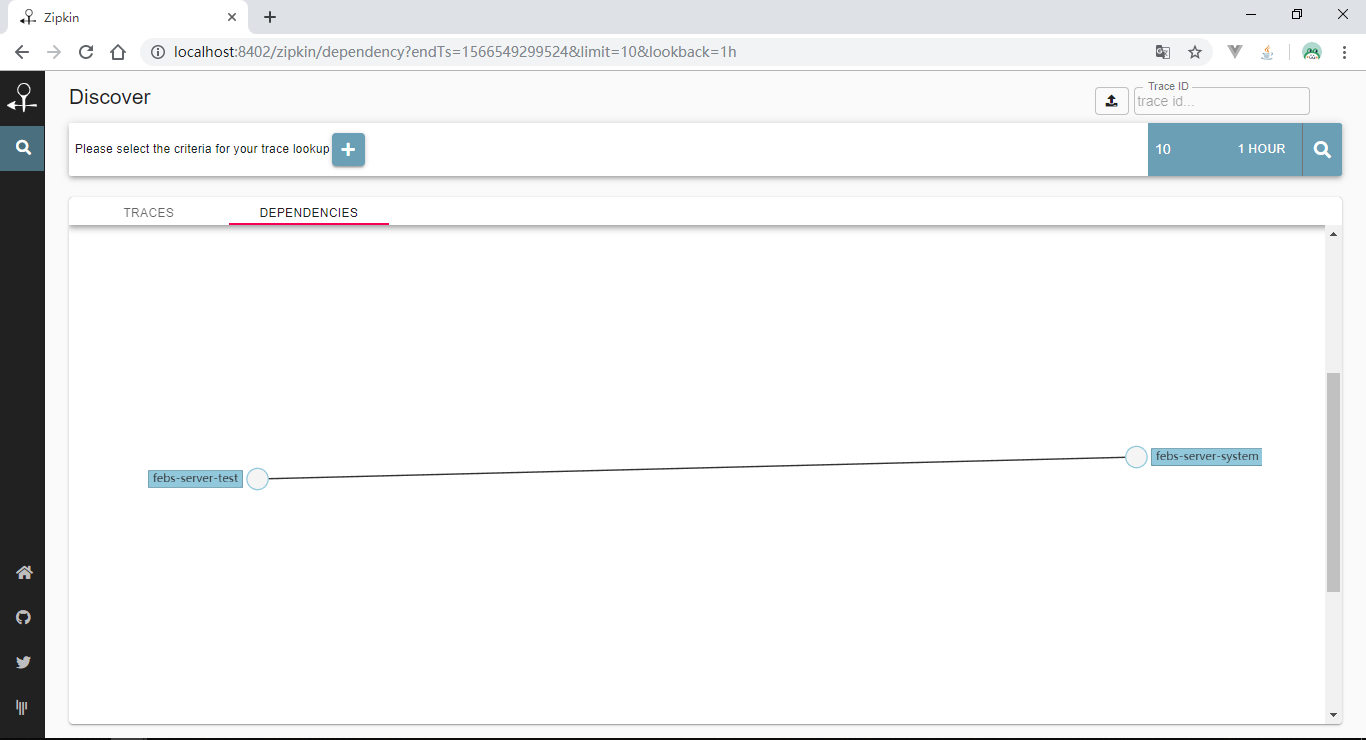 Zipkin
localhost:8402/zipkin/dependency?endTs=1566549299524&limit=10&lookback=1h
Discover
Trace ID
trace id...
Please select the criteria for your trace lookup
10
1 HOUR
TRACES
DEPENDENCIES
febs-server-system
febs-server-test